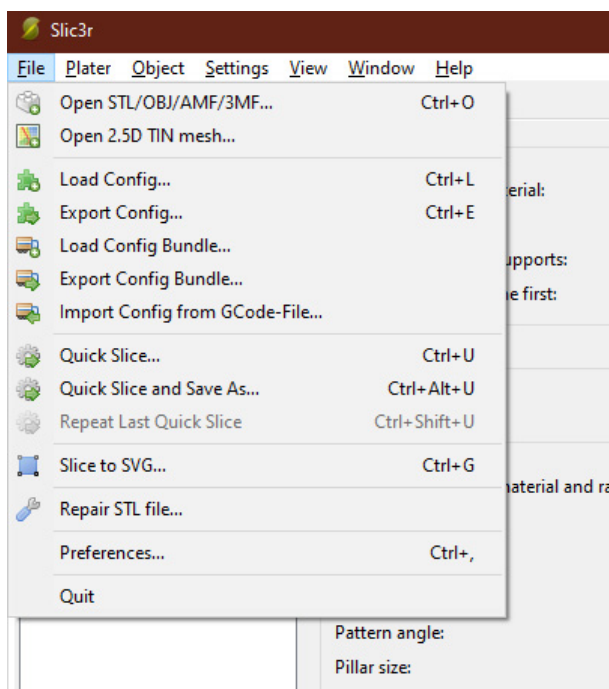 Slic3r
File Plater Object Settings View Window Help
Open STL/OBJ/AMF/3MF... Ctrl+O
Open 2.5D TIN mesh...
Load Config... Ctrl+L
Export Config... Ctrl+E
Load Config Bundle...
Export Config Bundle...
Import Config from GCode-File...
Quick Slice... Ctrl+U
Quick Slice and Save As... Ctrl+Alt+U
Repeat Last Quick Slice Ctrl+Shift+U
Slice to SVG... Ctrl+G
Repair STL file...
Preferences... Ctrl+,
Quit
first:
and
Pattern angle:
Pillar size: